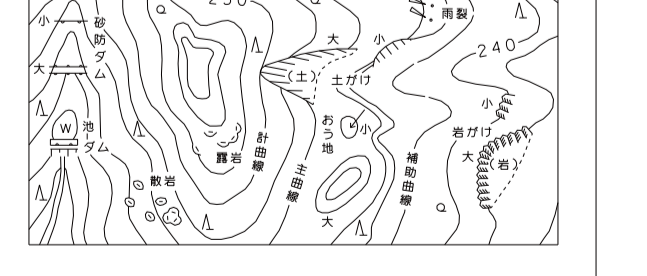 250
小
砂防ダム
大
W
池
ダム
散岩
露岩
計曲線
主曲線
大
(土)
土がけ
小
雨裂
240
おう地
小
大
補助曲線
小
岩がけ
大
(岩)